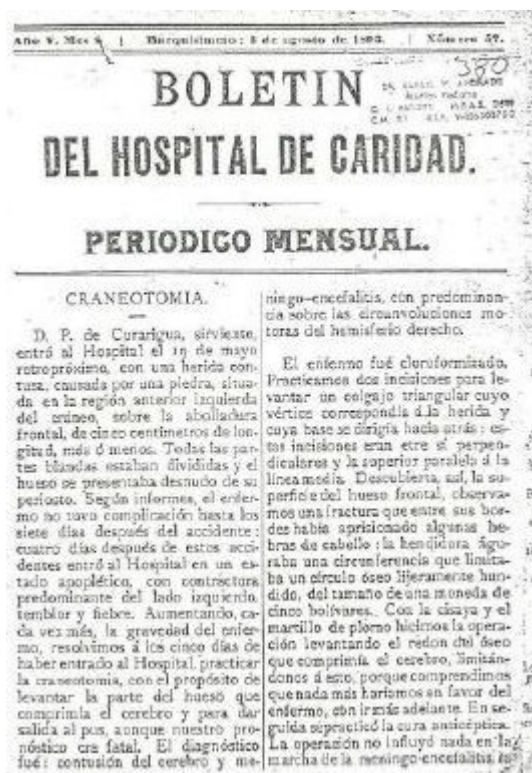 Año V. Mes
Barquisimeto: 5 de agosto de 1893.
Número 57.
380
BOLETIN
DEL HOSPITAL DE CARIDAD.
PERIODICO MENSUAL.
CRANEOTOMIA.
D. P. de Curarigua, sirviente,
entró al Hospital el 19 de mayo
retropróximo, con una herida con-
tusa, causada por una piedra, situa-
da en la región anterior izquierda
del cráneo, sobre la abolladura
frontal, de cinco centímetros de lon-
gitud, más ó menos. Todas las par-
tes blandas estaban divididas y el
hueso se presentaba desnudo de su
periosto. Según informes, el enfer-
mo no tuvo complicación hasta los
siete días después del accidente:
cuatro días después de estos acci-
dentes entró al Hospital en un es-
tado apoplético, con contractura
predominante del lado izquierdo,
temblor y fiebre. Aumentando, ca-
da vez más, la gravedad del enfer-
mo, resolvimos á los cinco días de
haber entrado al Hospital, practicar
la craneotomía, con el propósito de
levantar la parte del hueso que
comprimía el cerebro y para dar
salida al pus, aunque nuestro pro-
nóstico era fatal. El diagnóstico
fué: contusión del cerebro y me-
ningo-encefalitis, con predominan-
cia sobre las circunvoluciones mo-
toras del hemisferio derecho.
El enfermo fué cloroformizado.
Practicamos dos incisiones para le-
vantar un colgajo triangular cuyo
vértice correspondía á la herida y
cuya base se dirigía hacia atrás: es-
tas incisiones eran etre sí perpen-
diculares y la superior paralela á la
línea media. Descubierta, así, la su-
perficie del hueso frontal, observa-
mos una fractura que entre sus bor-
des había aprisionado algunas he-
bras de cabello: la hendidura figu-
raba una circunferencia que limita-
ba un círculo óseo lijeramente hun-
dido, del tamaño de una moneda de
cinco bolívares. Con la cisaya y el
martillo de plomo hicimos la opera-
ción levantando el redondel óseo
que comprimía el cerebro, limitán-
donos á esto, porque comprendimos
que nada más haríamos en favor del
enfermo, con ir más adelante. En se-
guida se practicó la cura antiséptica.
La operación no influyó nada en la
marcha de la meningo-encefalitis,